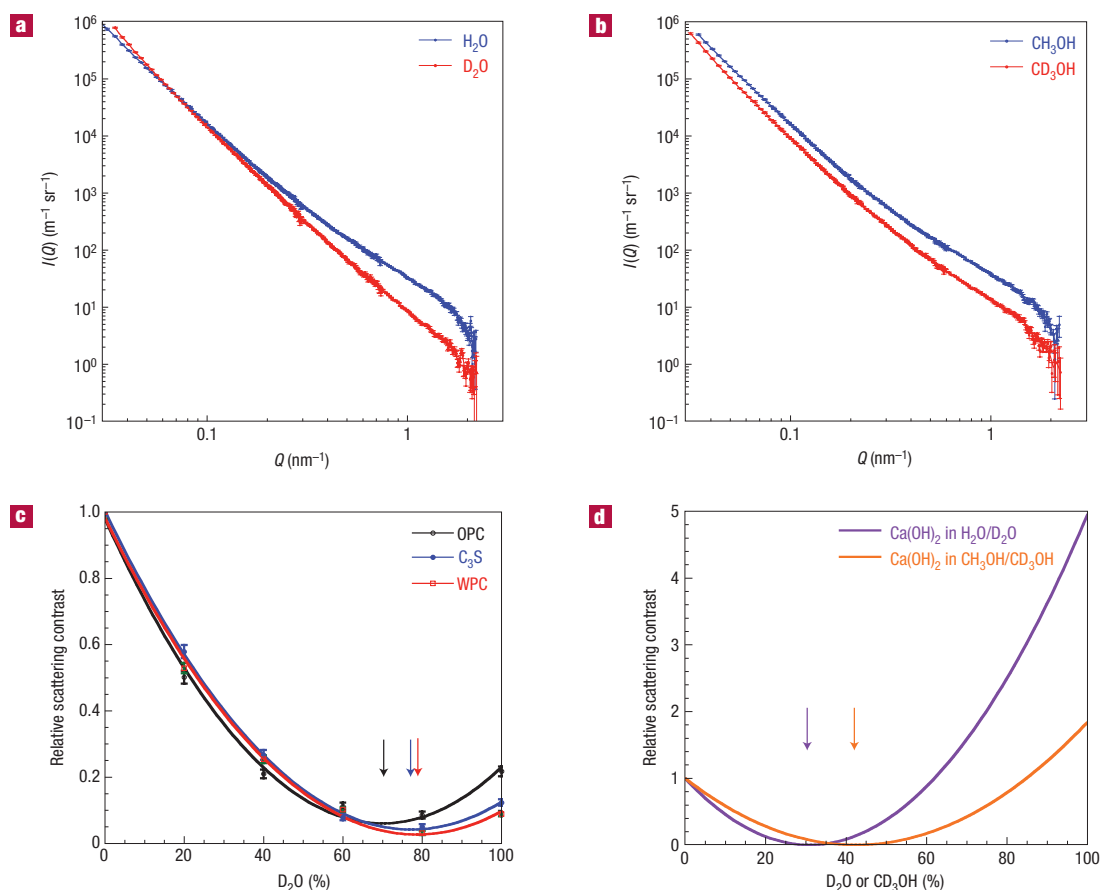 a
10⁶
10⁵
10⁴
10³
10²
10¹
10⁰
10⁻¹
I(Q) (m⁻¹ sr⁻¹)
H₂O
D₂O
0.1
1
Q (nm⁻¹)
b
10⁶
10⁵
10⁴
10³
10²
10¹
10⁰
10⁻¹
I(Q) (m⁻¹ sr⁻¹)
CH₃OH
CD₃OH
0.1
1
Q (nm⁻¹)
c
1.0
0.8
0.6
0.4
0.2
0
Relative scattering contrast
OPC
C₃S
WPC
0
20
40
60
80
100
D₂O (%)
d
5
4
3
2
1
0
Relative scattering contrast
Ca(OH)₂ in H₂O/D₂O
Ca(OH)₂ in CH₃OH/CD₃OH
0
20
40
60
80
100
D₂O or CD₃OH (%)